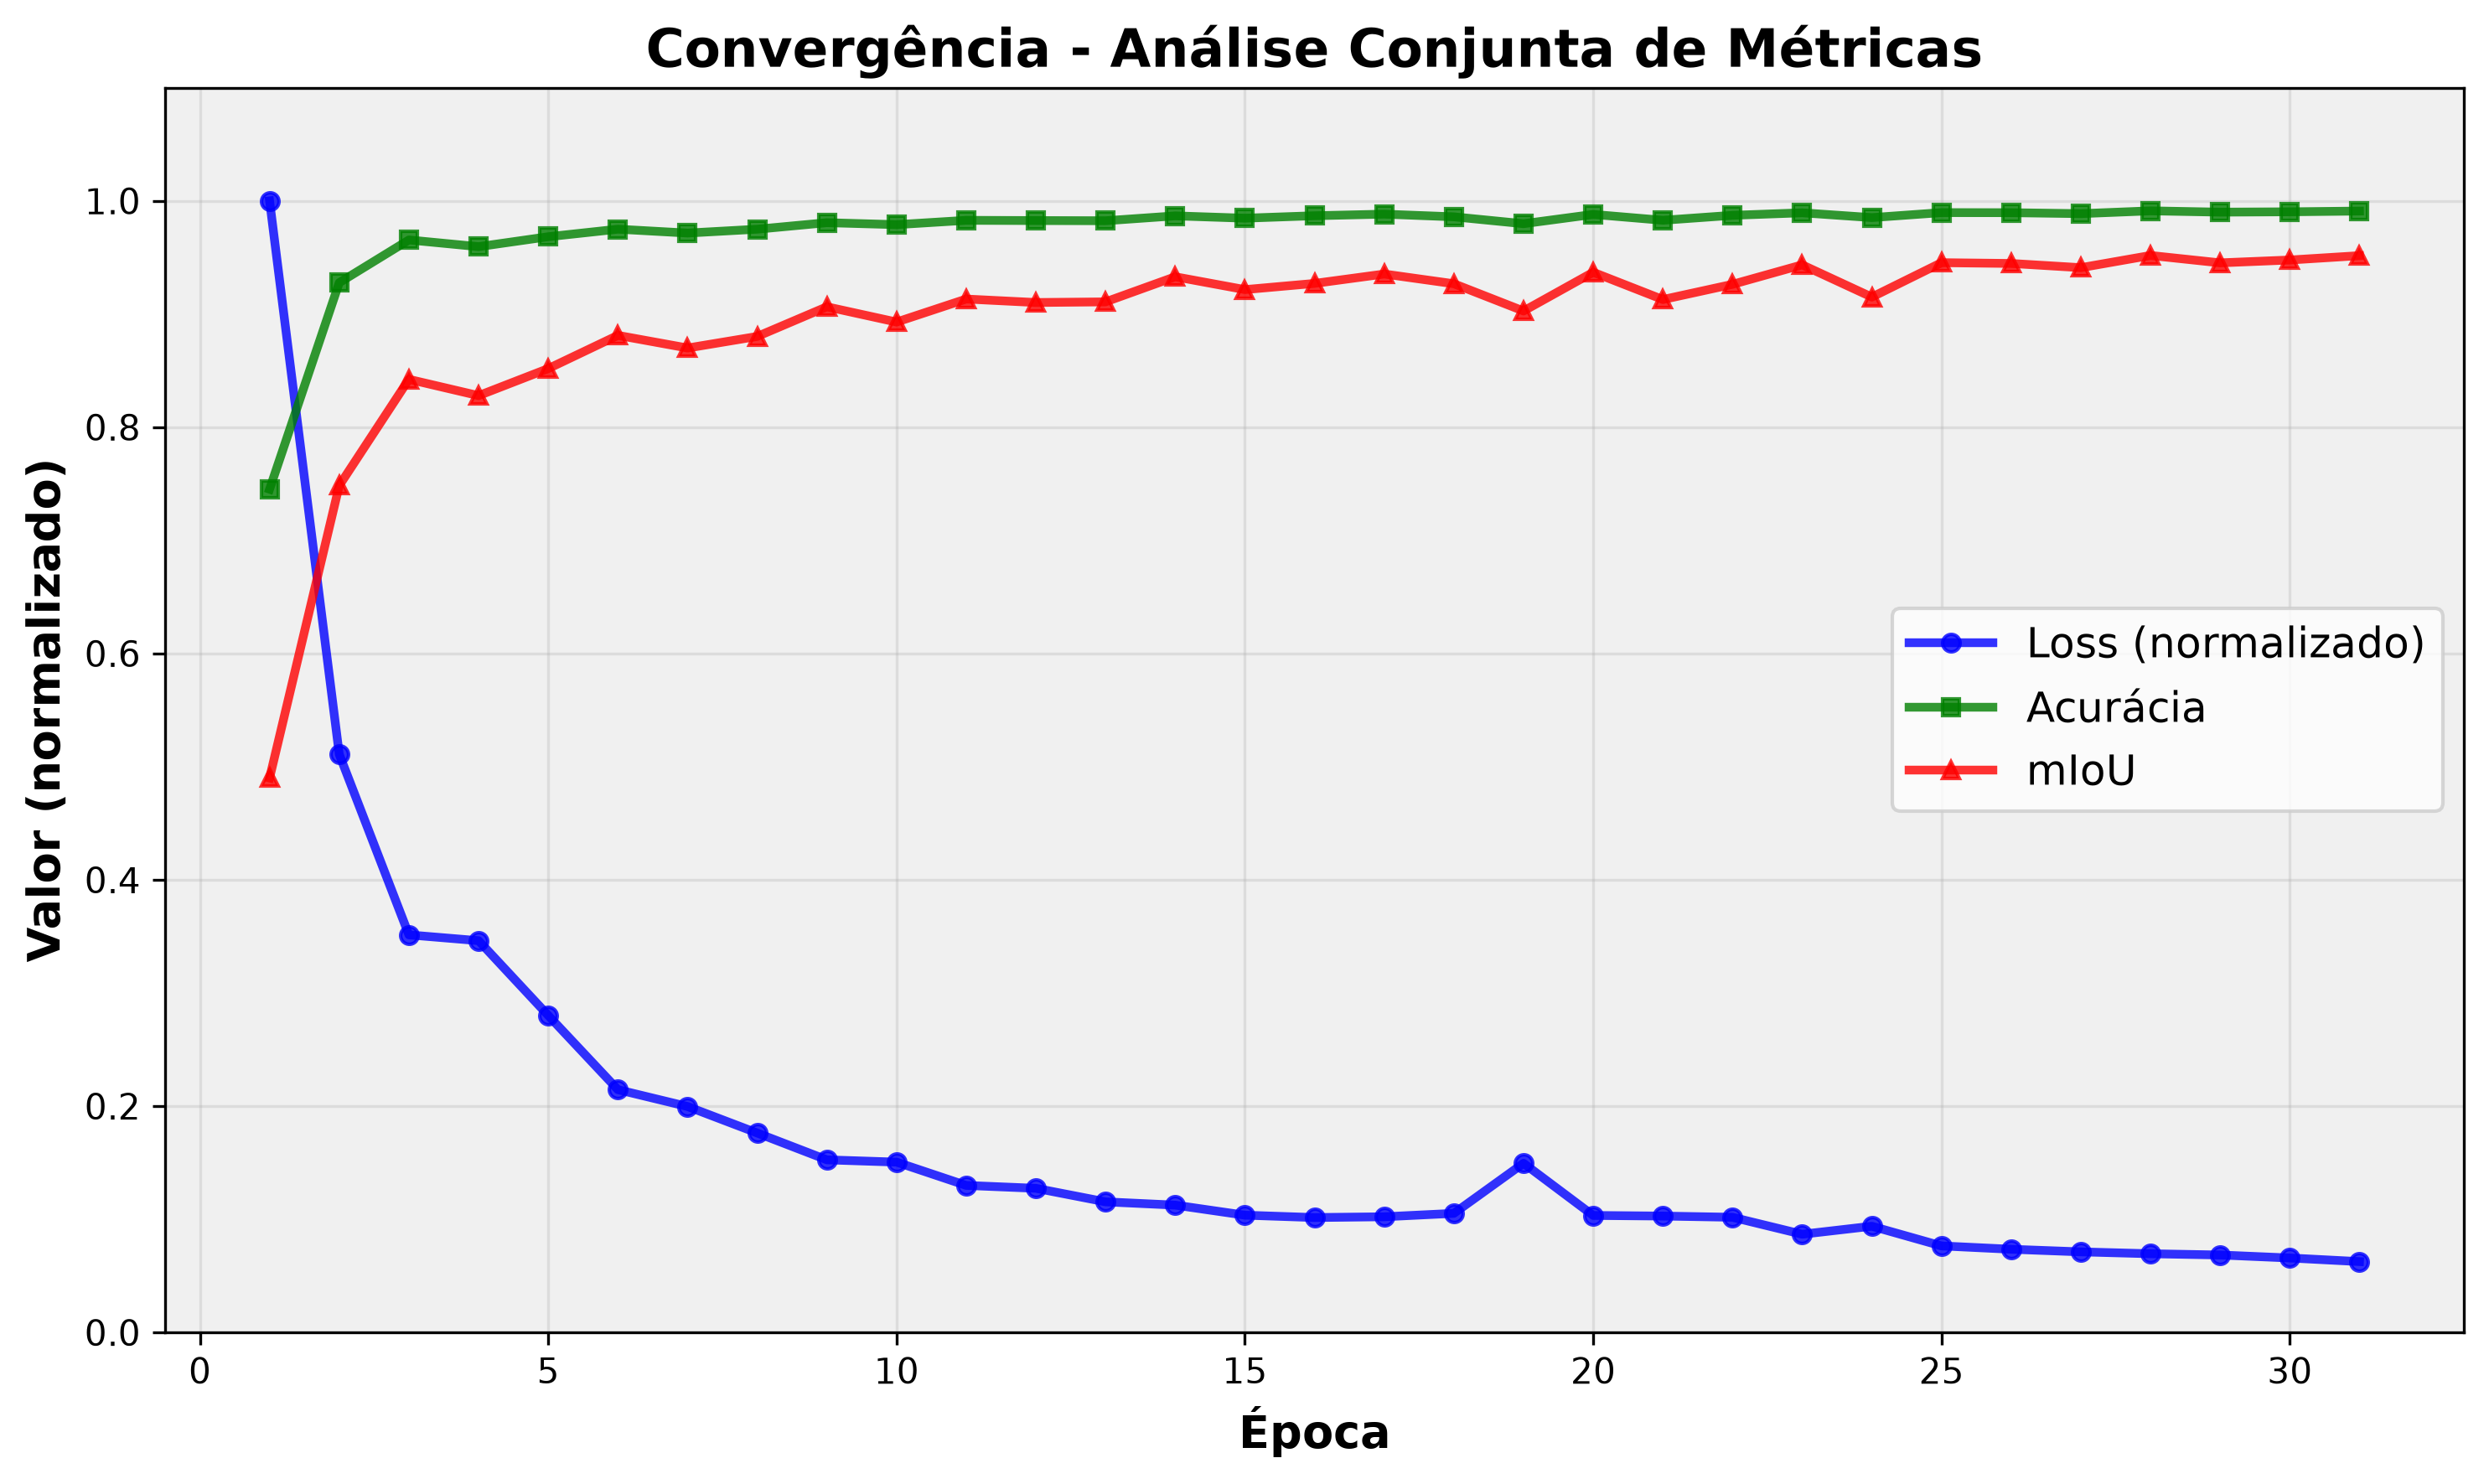 Convergência - Análise Conjunta de Métricas
Valor (normalizado)
1.0
0.8
0.6
0.4
0.2
0.0
Loss (normalizado)
Acurácia
mIoU
0 5 10 15 20 25 30
Época